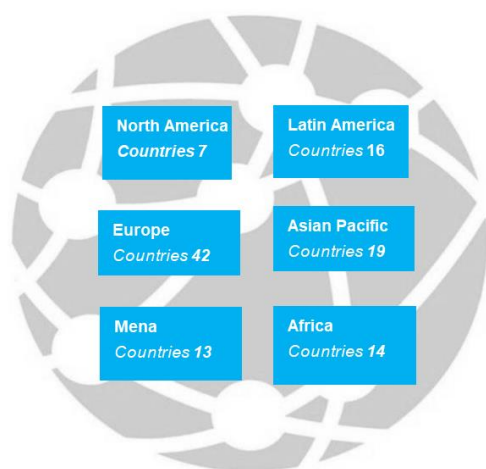 North America
Countries 7
Latin America
Countries 16
Europe
Countries 42
Asian Pacific
Countries 19
Mena
Countries 13
Africa
Countries 14